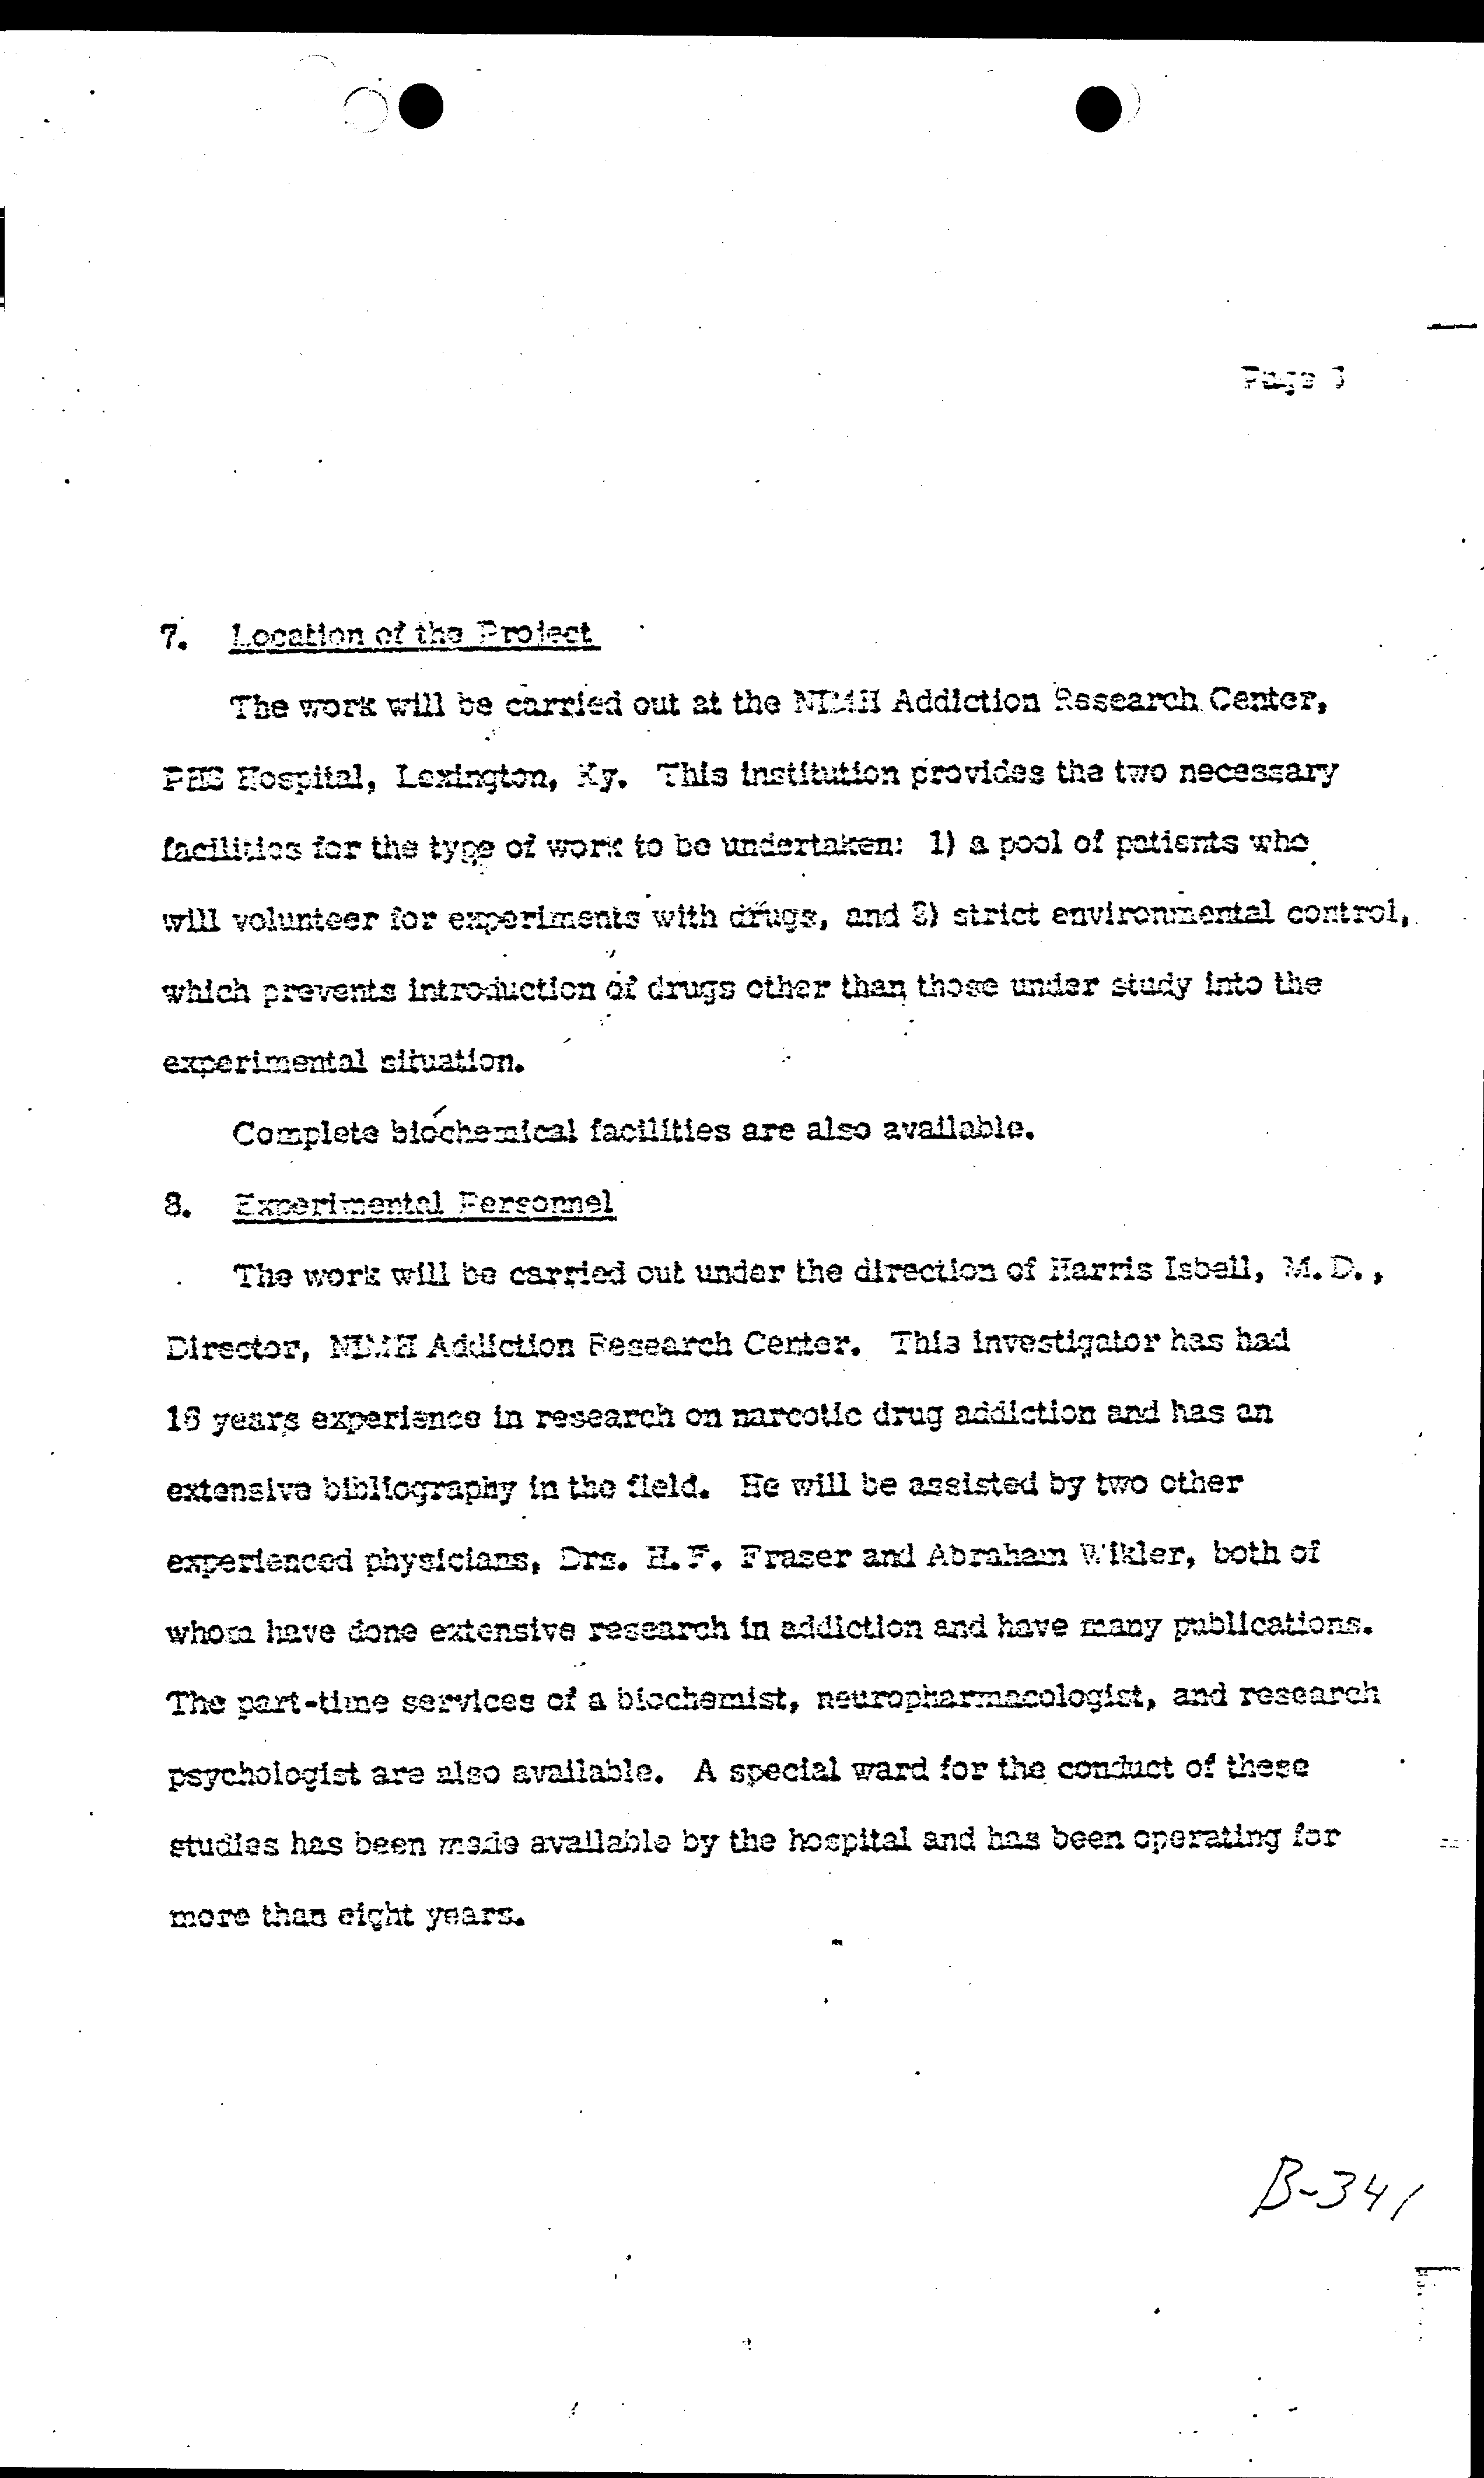 Page 3
7. Location of the Project
The work will be carried out at the NIMH Addiction Research Center,
PHS Hospital, Lexington, Ky. This institution provides the two necessary
facilities for the type of work to be undertaken: 1) a pool of patients who
will volunteer for experiments with drugs, and 2) strict environmental control,
which prevents introduction of drugs other than those under study into the
experimental situation.
Complete biochemical facilities are also available.
8. Experimental Personnel
The work will be carried out under the direction of Harris Isbell, M. D.,
Director, NIMH Addiction Research Center. This investigator has had
years experience in research on narcotic drug addiction and has an
extensive bibliography in the field. He will be assisted by two other
experienced physicians, Drs. H. F. Fraser and Abraham Wikler, both of
whom have done extensive research in addiction and have many publications.
The part-time services of a biochemist, neuropharmacologist, and research
psychologist are also available. A special ward for the conduct of these
studies has been made available by the hospital and has been operating for
more than eight years.
B-341